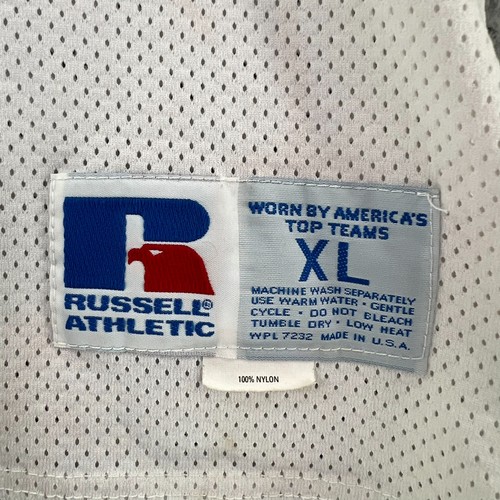 R
RUSSELL®
ATHLETIC
WORN BY AMERICA'S
TOP TEAMS
XL
MACHINE WASH SEPARATELY
USE WARM WATER • GENTLE
CYCLE • DO NOT BLEACH
TUMBLE DRY • LOW HEAT
WPL 7232 MADE IN U.S.A.
100% NYLON